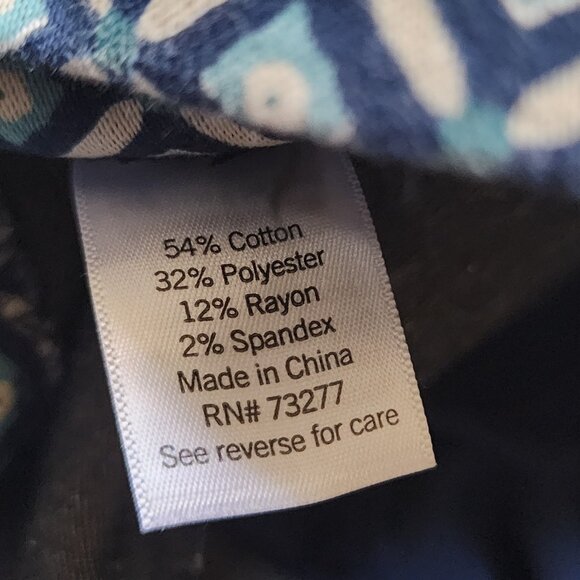 54% Cotton
32% Polyester
12% Rayon
2% Spandex
Made in China
RN# 73277
See reverse for care